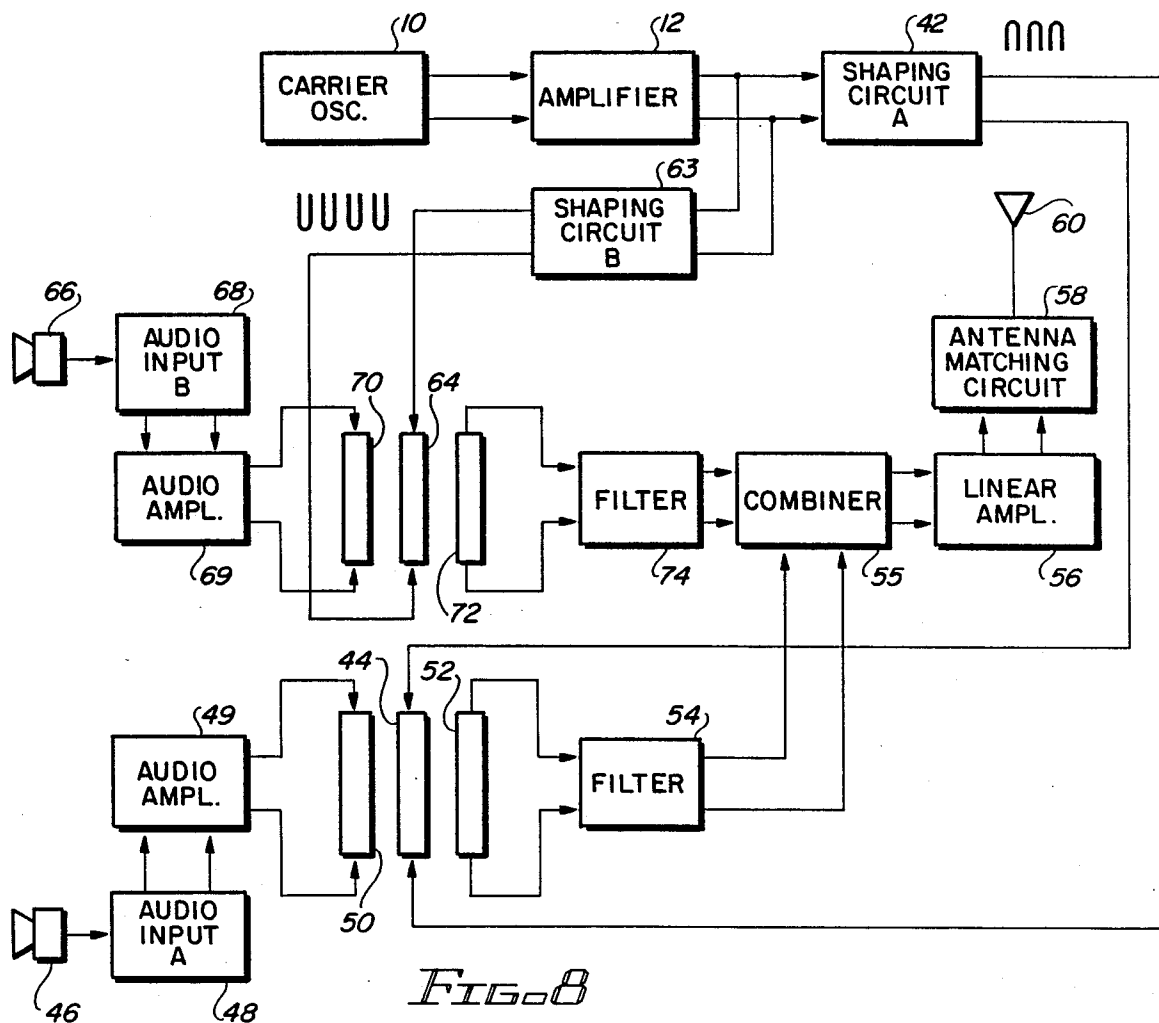 10
12
42
CARRIER
OSC.
AMPLIFIER
SHAPING
CIRCUIT
A
63
SHAPING
CIRCUIT
B
60
66
68
AUDIO
INPUT
B
70
64
58
ANTENNA
MATCHING
CIRCUIT
AUDIO
AMPL.
69
72
FILTER
74
COMBINER
55
LINEAR
AMPL.
56
49
AUDIO
AMPL.
44
52
50
54
FILTER
46
AUDIO
INPUT
A
48
FIG-8